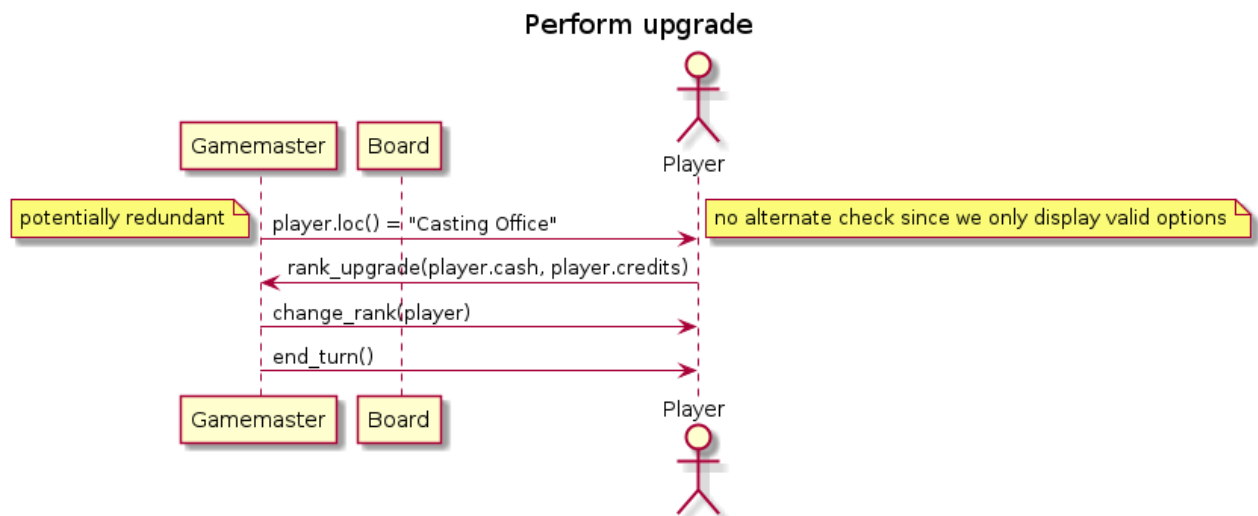 Perform upgrade
Gamemaster
Board
Player
potentially redundant
player.loc() = "Casting Office"
no alternate check since we only display valid options
rank_upgrade(player.cash, player.credits)
change_rank(player)
end_turn()
Gamemaster
Board
Player